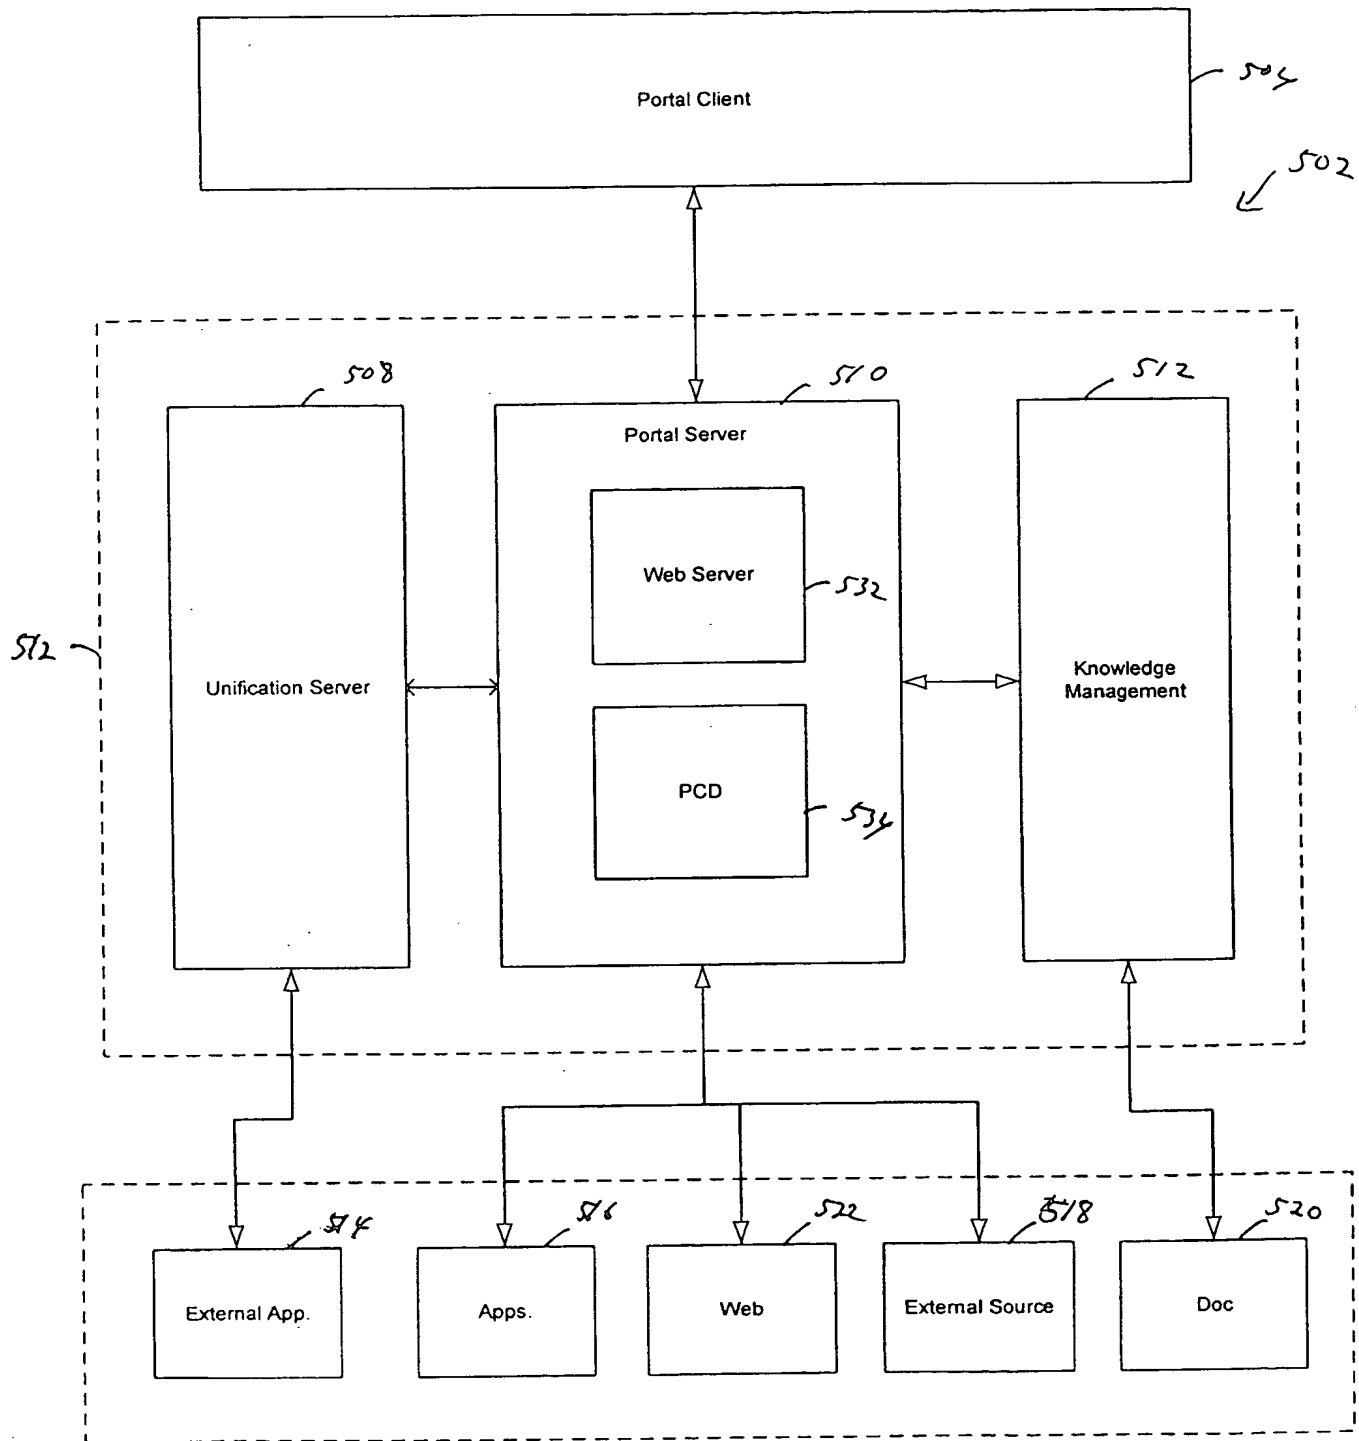 Portal Client
504
502
508
510
512
Portal Server
Web Server
532
512
Unification Server
Knowledge
Management
PCD
534
514
516
522
518
520
External App.
Apps.
Web
External Source
Doc